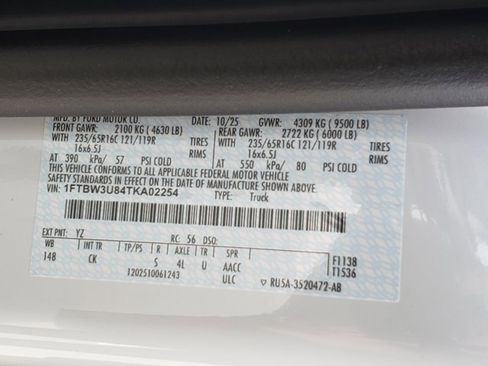 MFD. BY FORD MOTOR CO. DATE: 10/25 GVWR: 4309 KG ( 9500 LB)
FRONT GAWR: 2100 KG ( 4630 LB) REAR GAWR: 2722 KG ( 6000 LB)
WITH 235/65R16C 121/119R TIRES WITH 235/65R16C 121/119R TIRES
16x6.5J RIMS 16x6.5J RIMS
AT 390 kPa/ 57 PSI COLD AT 550 kPa/ 80 PSI COLD
THIS VEHICLE CONFORMS TO ALL APPLICABLE FEDERAL MOTOR VEHICLE
SAFETY STANDARDS IN EFFECT ON THE DATE OF MANUFACTURE SHOWN ABOVE.
VIN: 1FTBW3U84TKA02254 TYPE: Truck
EXT PNT: YZ RC: 56 DSO:
WB INT TR TP/PS R AXLE TR SPR F1138
148 CK 5 4L U AACC T1536
1202510061243 ULC RU5A-3520472-AB